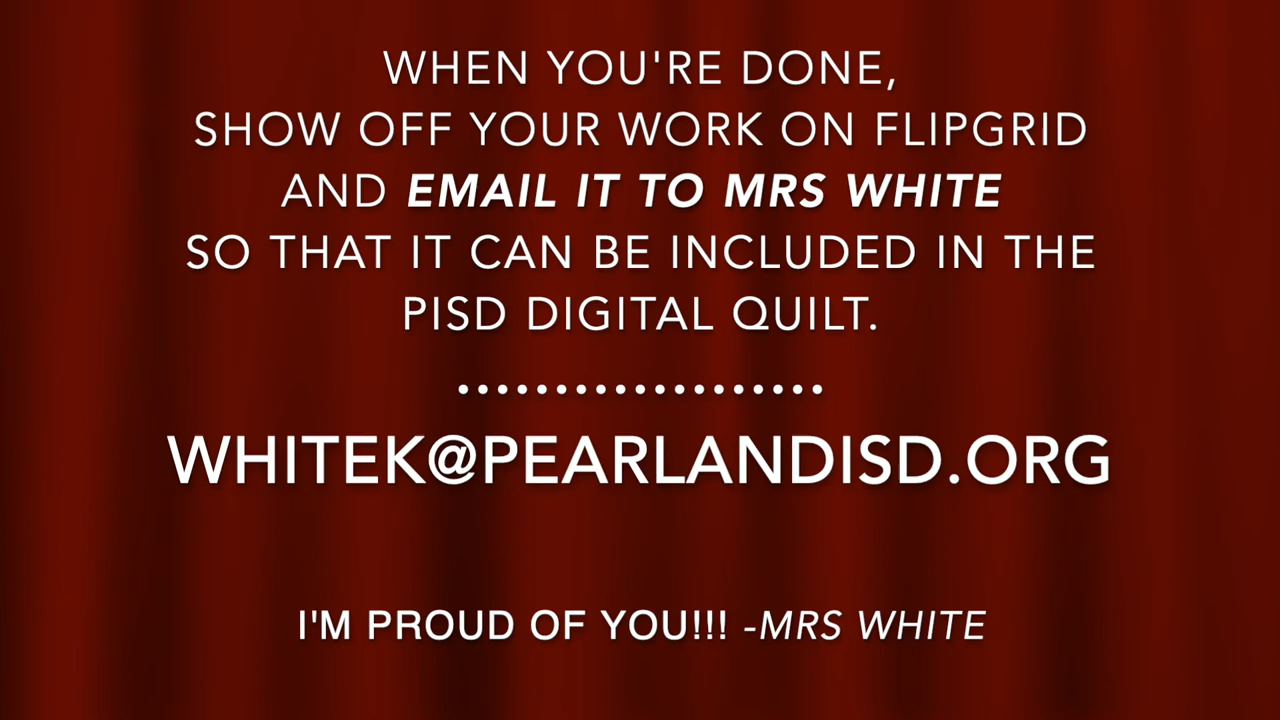 WHEN YOU'RE DONE,
SHOW OFF YOUR WORK ON FLIPGRID
AND EMAIL IT TO MRS WHITE
SO THAT IT CAN BE INCLUDED IN THE
PISD DIGITAL QUILT.
...................
WHITEK@PEARLANDISD.ORG
I'M PROUD OF YOU!!! -MRS WHITE